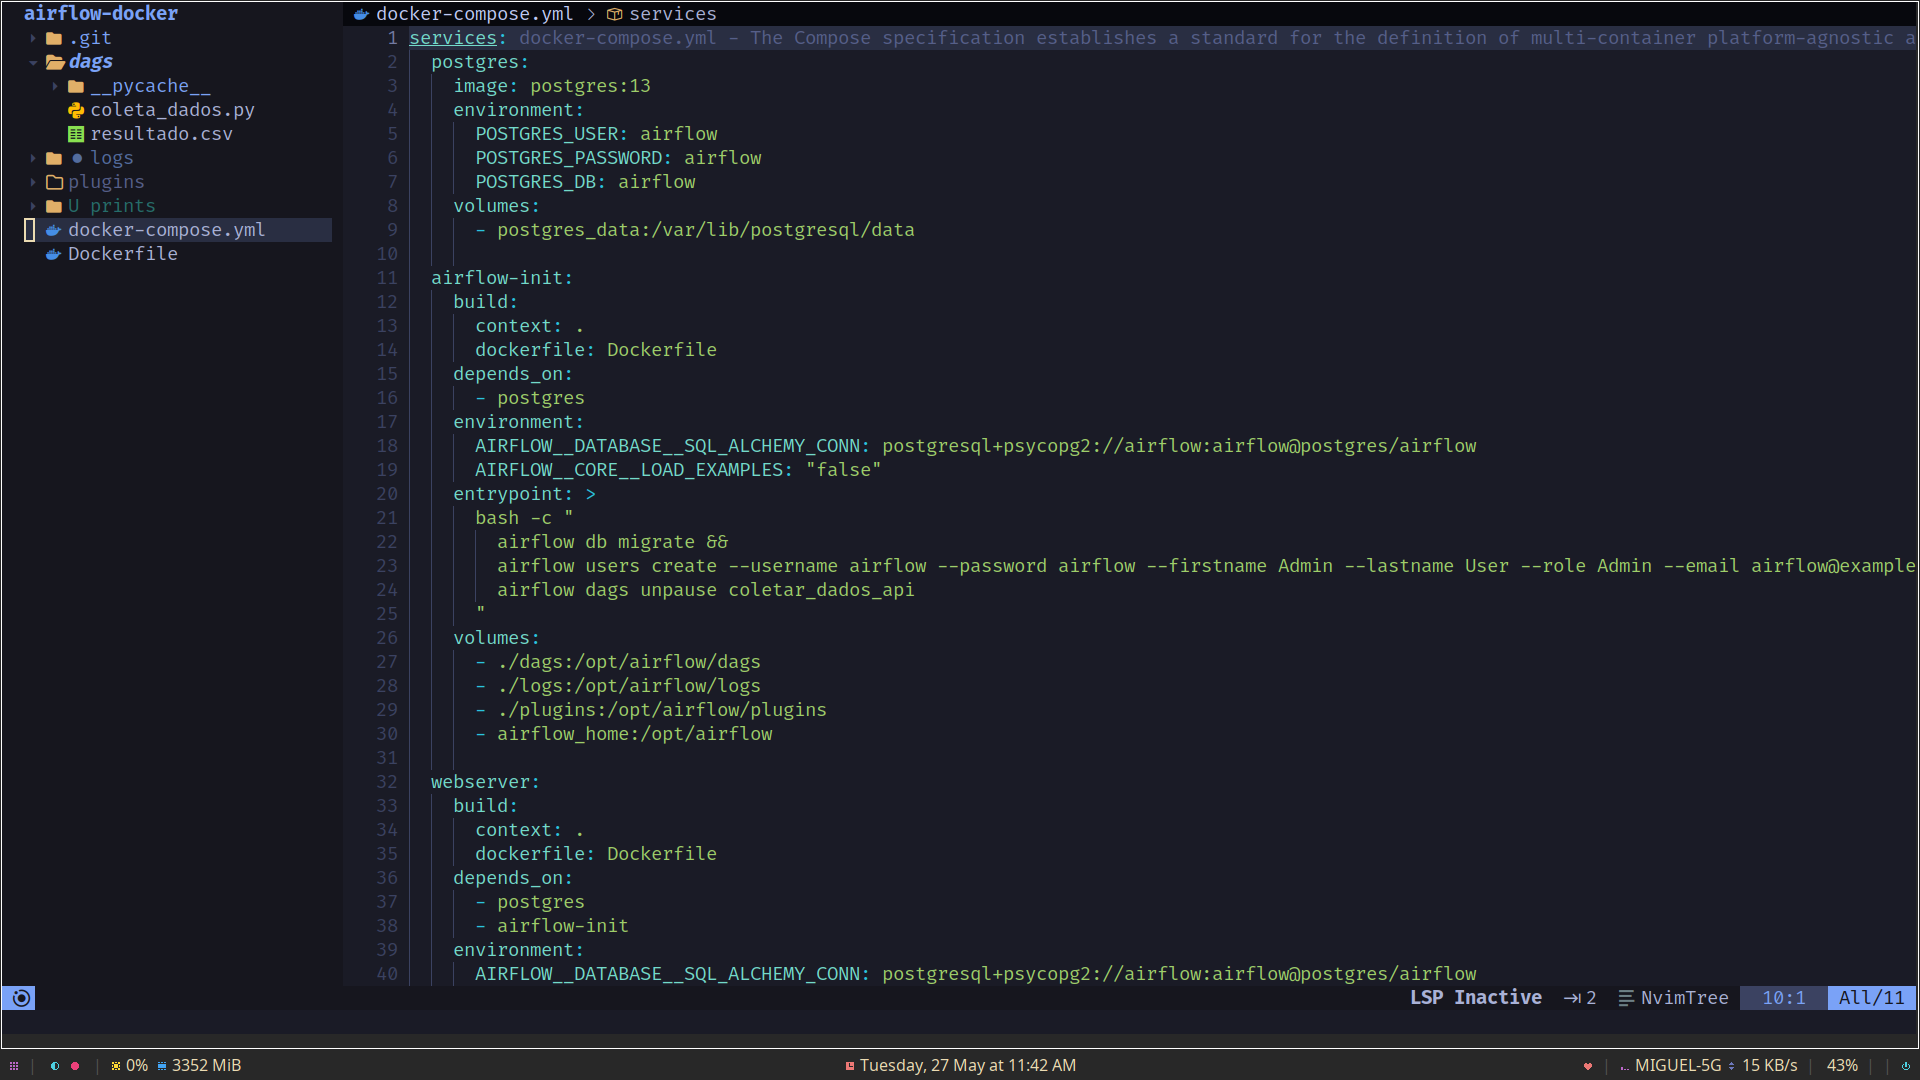 airflow-docker
.git
dags
__pycache__
coleta_dados.py
resultado.csv
logs
plugins
U prints
docker-compose.yml
Dockerfile
docker-compose.yml > services
1 services: docker-compose.yml - The Compose specification establishes a standard for the definition of multi-container platform-agnostic a
2   postgres:
3     image: postgres:13
4     environment:
5       POSTGRES_USER: airflow
6       POSTGRES_PASSWORD: airflow
7       POSTGRES_DB: airflow
8     volumes:
9       - postgres_data:/var/lib/postgresql/data
10
11   airflow-init:
12     build:
13       context: .
14       dockerfile: Dockerfile
15     depends_on:
16       - postgres
17     environment:
18       AIRFLOW__DATABASE__SQL_ALCHEMY_CONN: postgresql+psycopg2://airflow:airflow@postgres/airflow
19       AIRFLOW__CORE__LOAD_EXAMPLES: "false"
20     entrypoint: >
21       bash -c "
22         airflow db migrate &&
23         airflow users create --username airflow --password airflow --firstname Admin --lastname User --role Admin --email airflow@example
24         airflow dags unpause coletar_dados_api
25       "
26     volumes:
27       - ./dags:/opt/airflow/dags
28       - ./logs:/opt/airflow/logs
29       - ./plugins:/opt/airflow/plugins
30       - airflow_home:/opt/airflow
31
32   webserver:
33     build:
34       context: .
35       dockerfile: Dockerfile
36     depends_on:
37       - postgres
38       - airflow-init
39     environment:
40       AIRFLOW__DATABASE__SQL_ALCHEMY_CONN: postgresql+psycopg2://airflow:airflow@postgres/airflow
LSP Inactive 2 NvimTree 10:1 All/11
0% 3352 MiB Tuesday, 27 May at 11:42 AM MIGUEL-5G 15 KB/s 43%